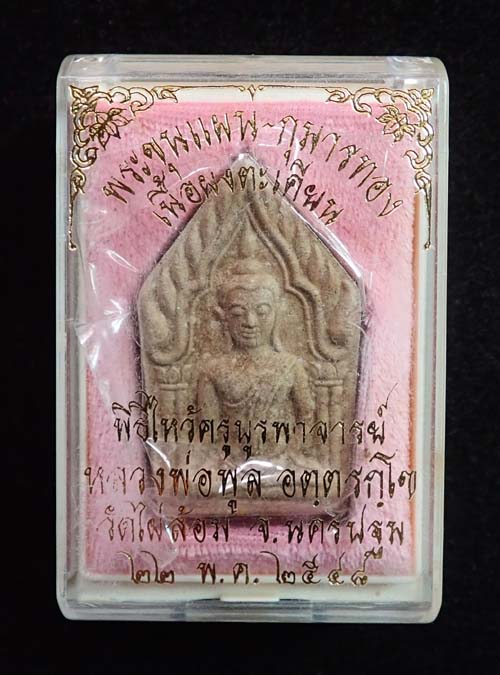 พระขุนแผน-กุมารทอง
เนื้อผงตะเคียน
พิธีไหว้ครูบูรพาจารย์
หลวงพ่อพูล อตฺตรกฺโข
วัดไผ่ล้อม จ.นครปฐม
๒๒ พ.ค. ๒๕๔๘